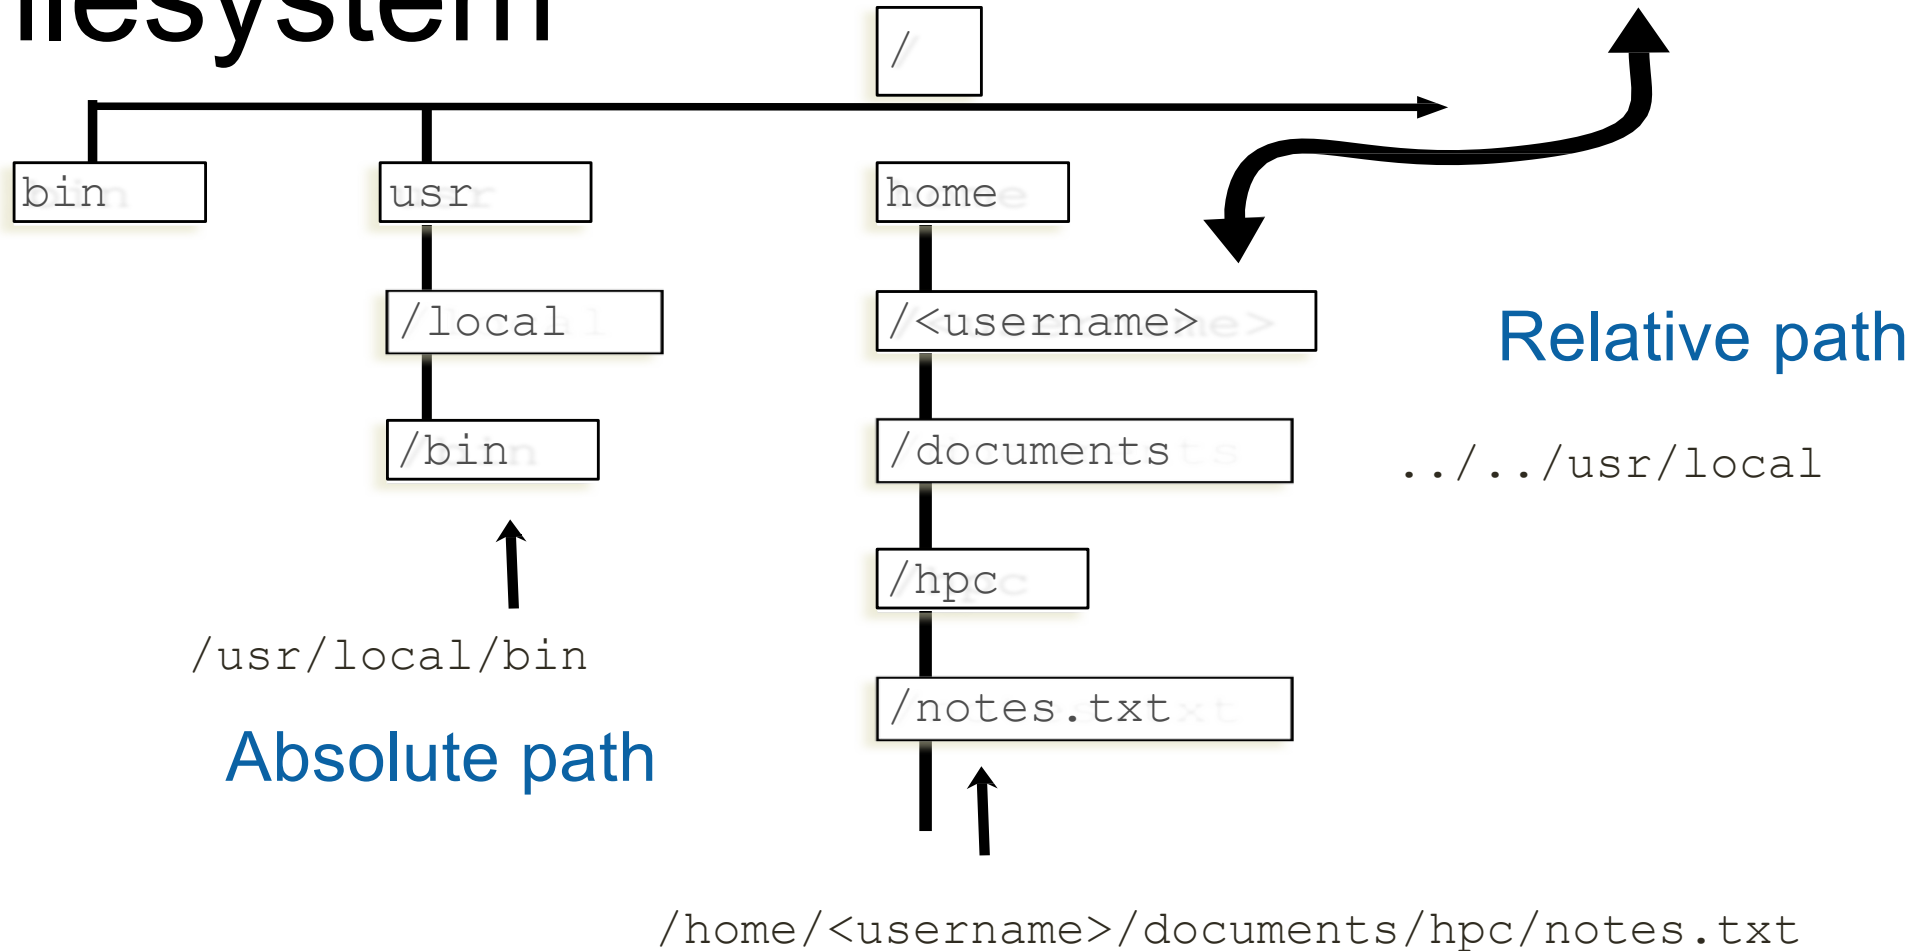 ilesystem
/
bin
usr
home
/local
/<username>
Relative path
/bin
/documents
../../usr/local
/hpc
/usr/local/bin
/notes.txt
Absolute path
/home/<username>/documents/hpc/notes.txt